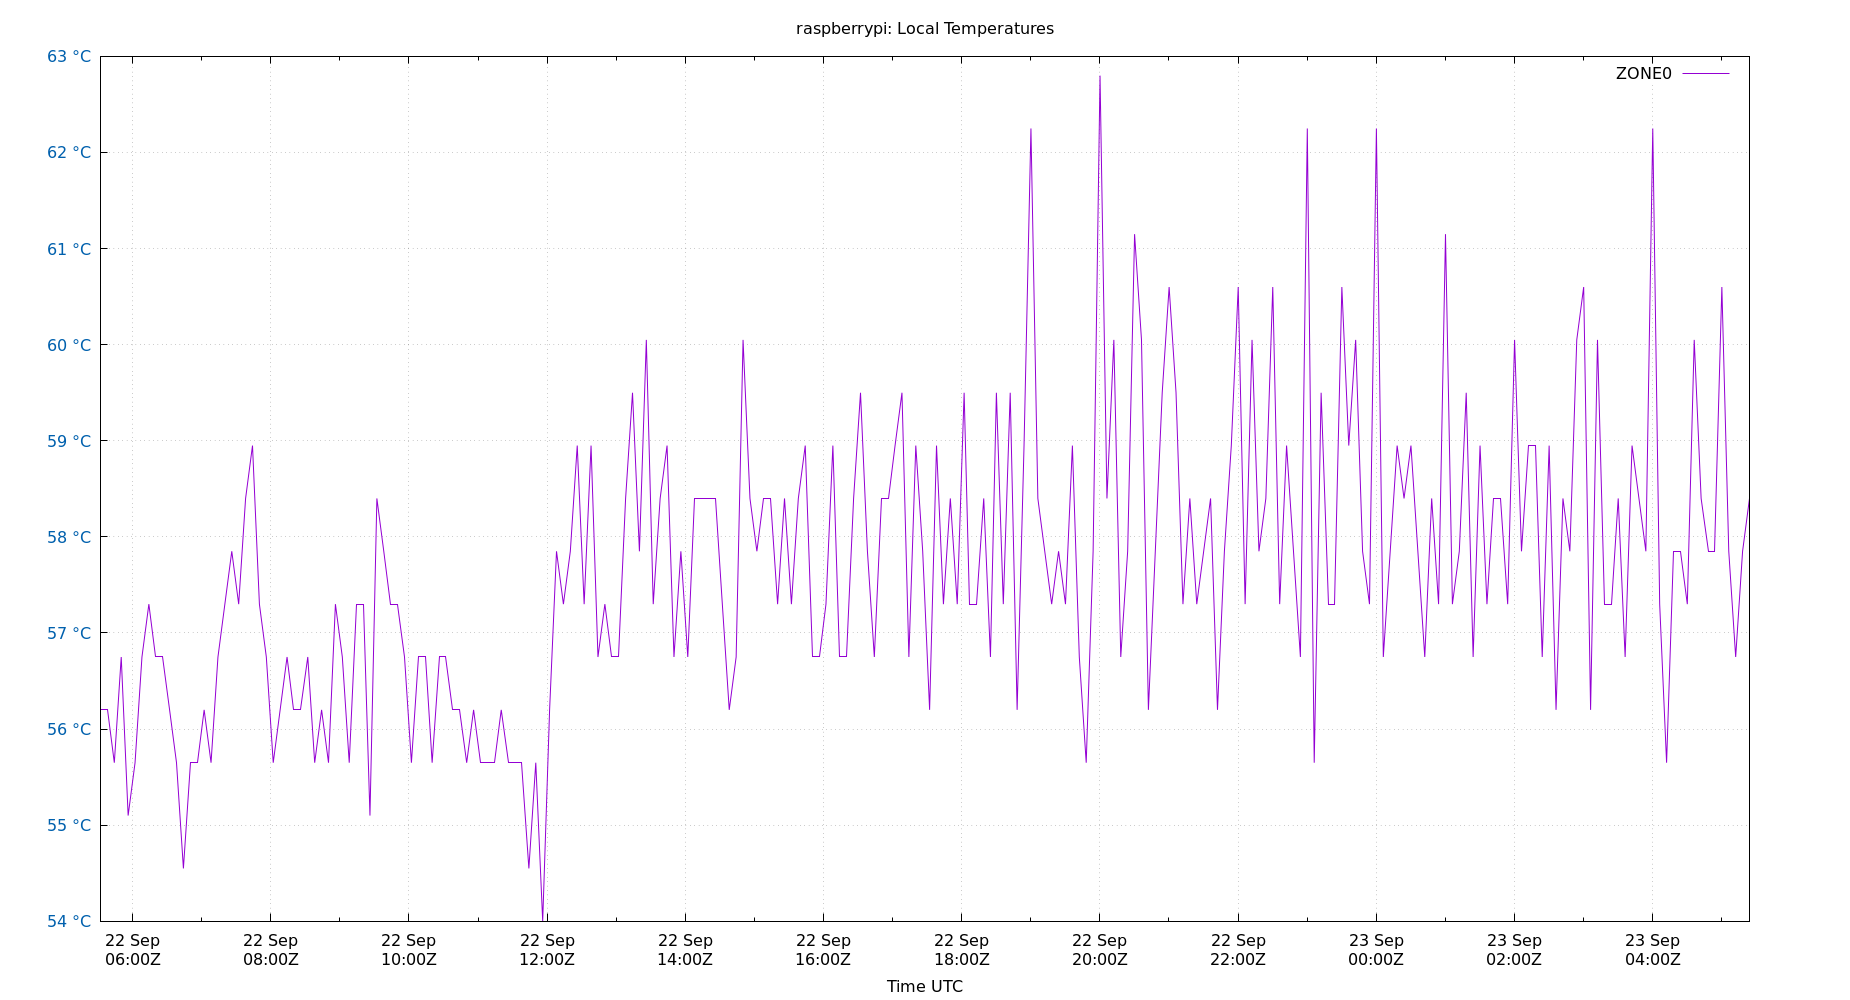 raspberrypi: Local Temperatures
ZONE0
63 °C
62 °C
61 °C
60 °C
59 °C
58 °C
57 °C
56 °C
55 °C
54 °C
22 Sep 22 Sep 22 Sep 22 Sep 22 Sep 22 Sep 22 Sep 22 Sep 22 Sep 23 Sep 23 Sep 23 Sep
06:00Z 08:00Z 10:00Z 12:00Z 14:00Z 16:00Z 18:00Z 20:00Z 22:00Z 00:00Z 02:00Z 04:00Z
Time UTC